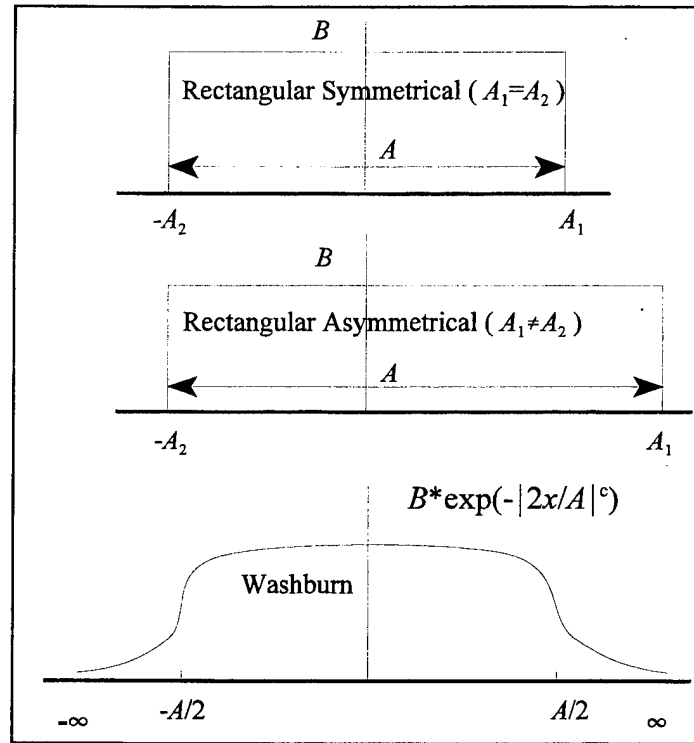 B
Rectangular Symmetrical ( A₁=A₂)
A
-A₂ A₁
B
Rectangular Asymmetrical ( A₁≠A₂)
A
-A₂ A₁
B*exp(-|2x/A|ᶜ)
Washburn
-∞ -A/2 A/2 ∞